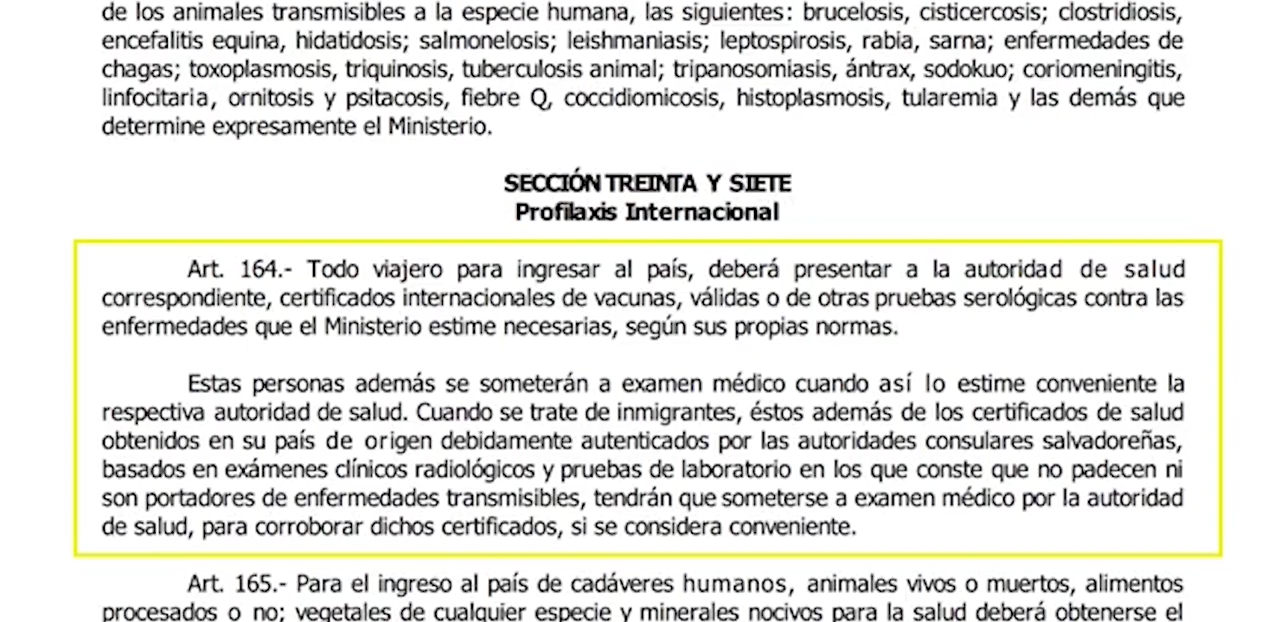 de los animales transmisibles a la especie humana, las siguientes: brucelosis, cisticercosis; clostridiosis,
encefalitis equina, hidatidosis; salmonelosis; leishmaniasis; leptospirosis, rabia, sarna; enfermedades de
chagas; toxoplasmosis, triquinosis, tuberculosis animal; tripanosomiasis, ántrax, sodokuo; coriomeningitis,
linfocitaria, ornitosis y psitacosis, fiebre Q, coccidiomicosis, histoplasmosis, tularemia y las demás que
determine expresamente el Ministerio.
SECCIÓN TREINTA Y SIETE
Profilaxis Internacional
Art. 164.- Todo viajero para ingresar al país, deberá presentar a la autoridad de salud
correspondiente, certificados internacionales de vacunas, válidas o de otras pruebas serológicas contra las
enfermedades que el Ministerio estime necesarias, según sus propias normas.
Estas personas además se someterán a examen médico cuando así lo estime conveniente la
respectiva autoridad de salud. Cuando se trate de inmigrantes, éstos además de los certificados de salud
obtenidos en su país de origen debidamente autenticados por las autoridades consulares salvadoreñas,
basados en exámenes clínicos radiológicos y pruebas de laboratorio en los que conste que no padecen ni
son portadores de enfermedades transmisibles, tendrán que someterse a examen médico por la autoridad
de salud, para corroborar dichos certificados, si se considera conveniente.
Art. 165.- Para el ingreso al país de cadáveres humanos, animales vivos o muertos, alimentos
procesados o no; vegetales de cualquier especie y minerales nocivos para la salud deberá obtenerse el